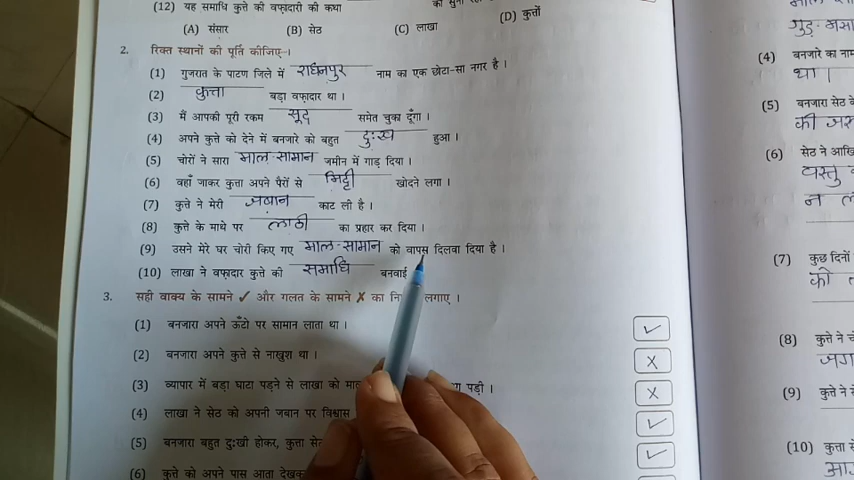 (12) यह समाधि कुत्ते की वफ़ादारी की कथा
(A) संसार (B) सेठ (C) लाखा (D) कुत्तों
2. रिक्त स्थानों की पूर्ति कीजिए-।
(1) गुजरात के पाटण जिले में राधनपुर नाम का एक छोटा-सा नगर है।
(2) कुत्ता बड़ा वफ़ादार था।
(3) मैं आपकी पूरी रकम सूद समेत चुका दूँगा।
(4) अपने कुत्ते को देने में बनजारे को बहुत दुःख हुआ।
(5) चोरों ने सारा माल-सामान जमीन में गाड़ दिया।
(6) वहाँ जाकर कुत्ता अपने पैरों से मिट्टी खोदने लगा।
(7) कुत्ते ने मेरी जबान काट ली है।
(8) कुत्ते के माथे पर लाठी का प्रहार कर दिया।
(9) उसने मेरे घर चोरी किए गए माल-सामान को वापस दिलवा दिया है।
(10) लाखा ने वफ़ादार कुत्ते की समाधि बनवाई
3. सही वाक्य के सामने ✓ और गलत के सामने ✗ का लगाए।
(1) बनजारा अपने ऊँटो पर सामान लाता था। ✓
(2) बनजारा अपने कुत्ते से नाखुश था। ✗
(3) व्यापार में बड़ा घाटा पड़ने से लाखा को पड़ी। ✗
(4) लाखा ने सेठ को अपनी जबान पर विश्वास ✓
(5) बनजारा बहुत दुःखी होकर, कुत्ता ✓
(6) कुत्ते को अपने पास आता
(4) बनजारे का नाम
था।
(5) बनजारा सेठ के
की
(6) सेठ ने
वस्तु
न
(7) कुछ दिनों
की
(8) कुत्ते ने
जग
(9) कुत्ते ने
(10) कुत्ता